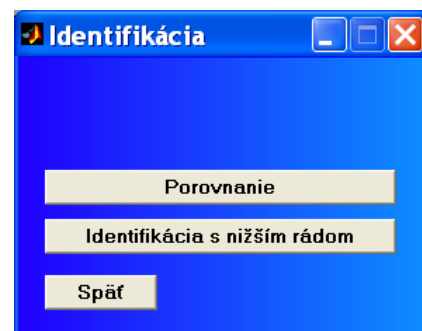 Identifikácia
Porovnanie
Identifikácia s nižším rádom
Späť